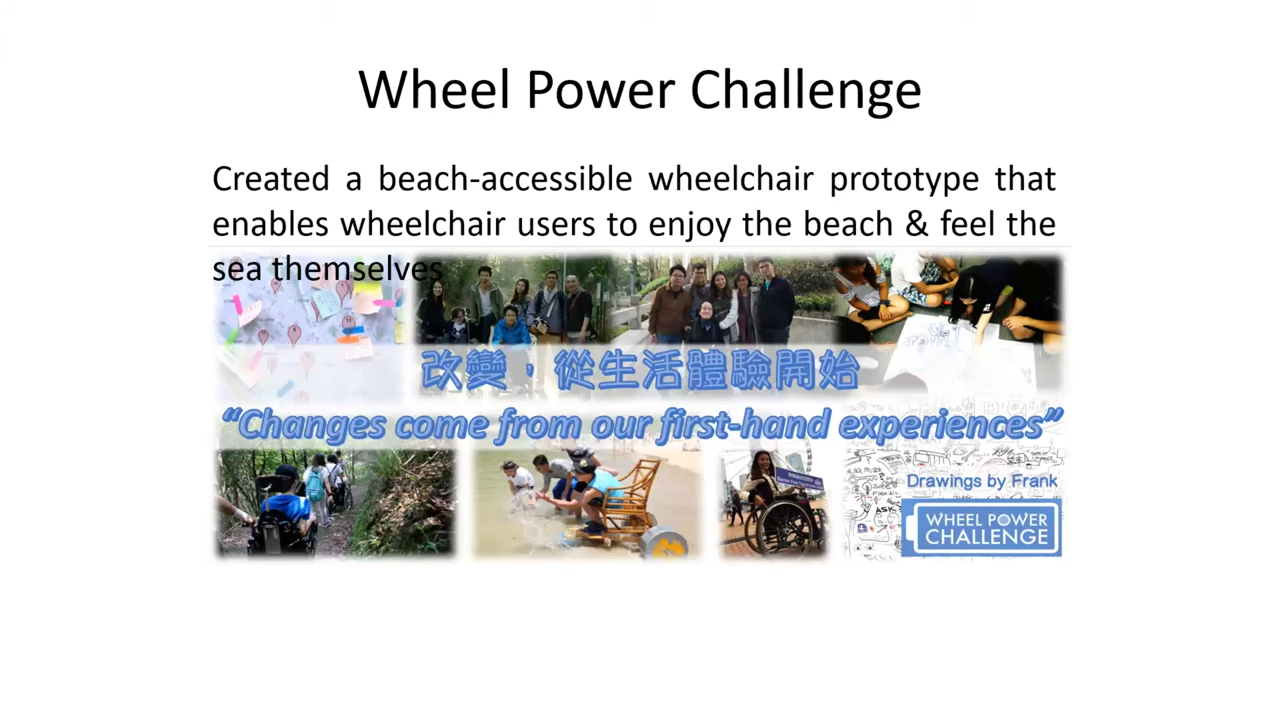 Wheel Power Challenge
Created a beach-accessible wheelchair prototype that
enables wheelchair users to enjoy the beach & feel the
sea themselves
改變，從生活體驗開始
“Changes come from our first-hand experiences”
Drawings by Frank
ASK
WHEEL POWER
CHALLENGE